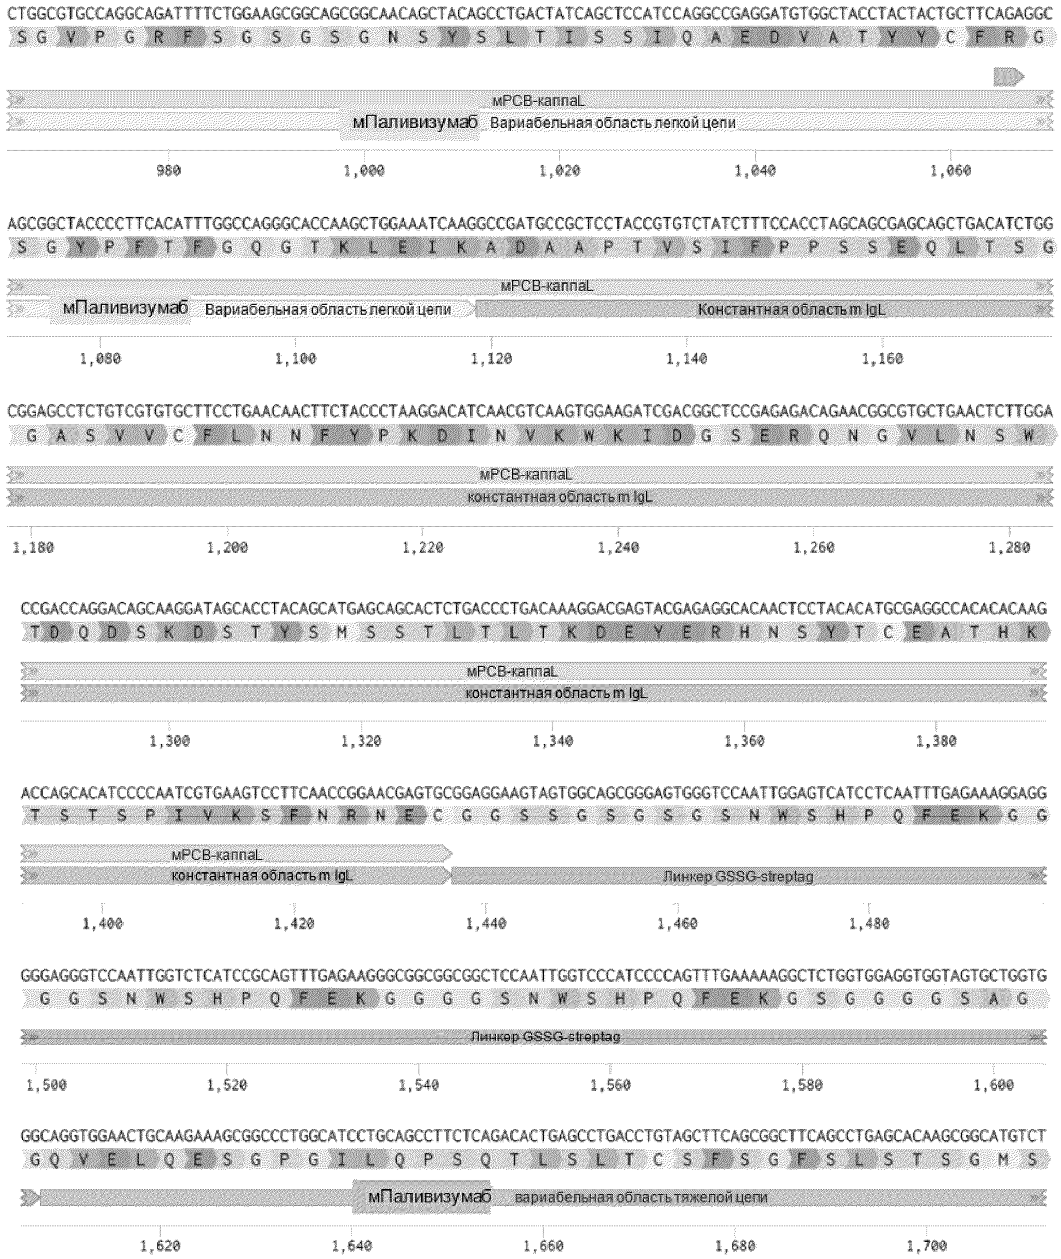 CTGGCGTGCCAGGCAGATTTTCTGGAAGCGGCAGCGGCAACAGCTACAGCCTGACTATCAGCTCCATCCAGGCCGAGGATGTGGCTACCTACTACTGCTTCAGAGGC
S G V P G R F S G S G S G N S Y S L T I S S I Q A E D V A T Y Y C F R G
мРСВ-каппаL
мПаливизумаб Вариабельная область легкой цепи
980 1,000 1,020 1,040 1,060
AGCGGCTACCCCTTCACATTTGGCCAGGGCACCAAGCTGGAAATCAAGGCCGATGCCGCTCCTACCGTGTCTATCTTTCCACCTAGCAGCGAGCAGCTGACATCTGG
S G Y P F T F G Q G T K L E I K A D A A P T V S I F P P S S E Q L T S G
мРСВ-каппаL
мПаливизумаб Вариабельная область легкой цепи Константная область m IgL
1,080 1,100 1,120 1,140 1,160
CGGAGCCTCTGTCGTGTGCTTCCTGAACAACTTCTACCCTAAGGACATCAACGTCAAGTGGAAGATCGACGGCTCCGAGAGACAGAACGGCGTGCTGAACTCTTGGA
G A S V V C F L N N F Y P K D I N V K W K I D G S E R Q N G V L N S W
мРСВ-каппаL
константная область m IgL
1,180 1,200 1,220 1,240 1,260 1,280
CCGACCAGGACAGCAAGGATAGCACCTACAGCATGAGCAGCACTCTGACCCTGACAAAGGACGAGTACGAGAGGCACAACTCCTACACATGCGAGGCCACACACAAG
T D Q D S K D S T Y S M S S T L T L T K D E Y E R H N S Y T C E A T H K
мРСВ-каппаL
константная область m IgL
1,300 1,320 1,340 1,360 1,380
ACCAGCACATCCCCAATCGTGAAGTCCTTCAACCGGAACGAGTGCGGAGGAAGTAGTGGCAGCGGGAGTGGGTCCAATTGGAGTCATCCTCAATTTGAGAAAGGAGG
T S T S P I V K S F N R N E C G G S S G S G S G S N W S H P Q F E K G G
мРСВ-каппаL
константная область m IgL Линкер GSSG-streptag
1,400 1,420 1,440 1,460 1,480
GGGAGGGTCCAATTGGTCTCATCCGCAGTTTGAGAAGGGCGGCGGCGGCTCCAATTGGTCCCATCCCCAGTTTGAAAAAGGCTCTGGTGGAGGTGGTAGTGCTGGTG
G G S N W S H P Q F E K G G G G S N W S H P Q F E K G S G G G G S A G
Линкер GSSG-streptag
1,500 1,520 1,540 1,560 1,580 1,600
GGCAGGTGGAACTGCAAGAAAGCGGCCCTGGCATCCTGCAGCCTTCTCAGACACTGAGCCTGACCTGTAGCTTCAGCGGCTTCAGCCTGAGCACAAGCGGCATGTCT
G Q V E L Q E S G P G I L Q P S Q T L S L T C S F S G F S L S T S G M S
мПаливизумаб вариабельная область тяжелой цепи
1,620 1,640 1,660 1,680 1,700